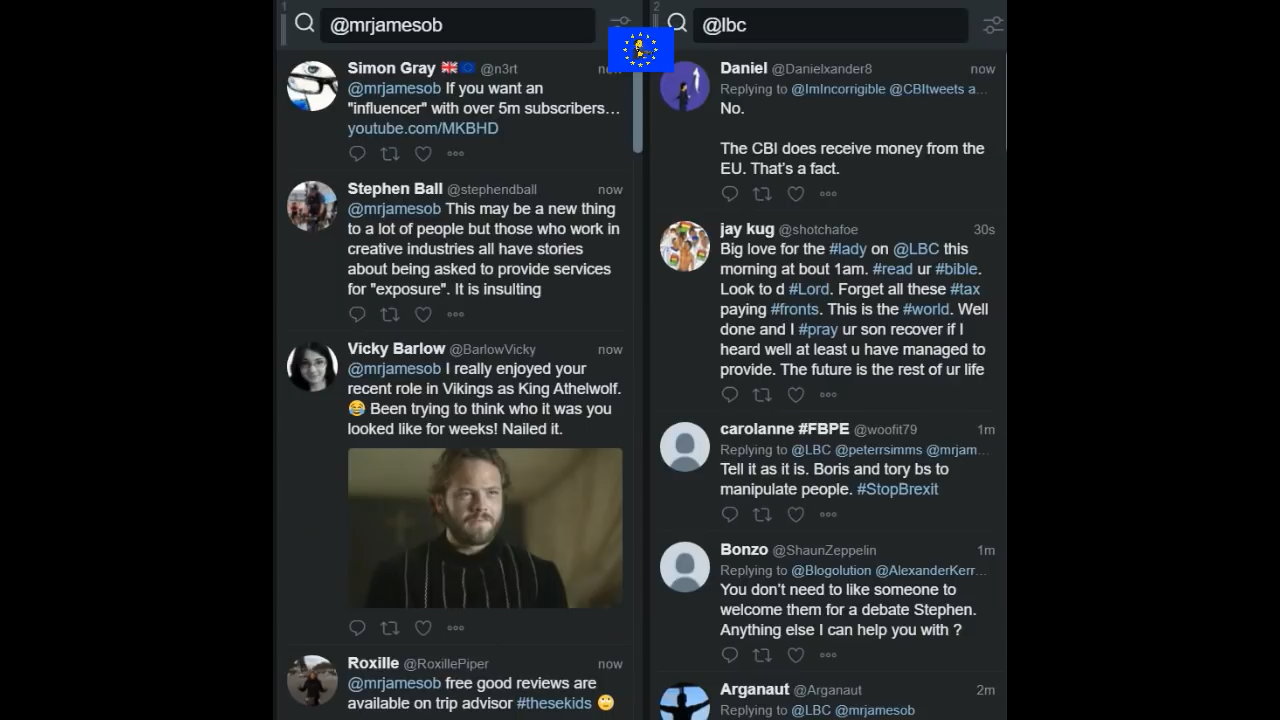 1
@mrjamesob
Simon Gray 🇬🇧🇪🇺 @n3rt
@mrjamesob If you want an
"influencer" with over 5m subscribers…
youtube.com/MKBHD
Stephen Ball @stephendball now
@mrjamesob This may be a new thing
to a lot of people but those who work in
creative industries all have stories
about being asked to provide services
for "exposure". It is insulting
Vicky Barlow @BarlowVicky now
@mrjamesob I really enjoyed your
recent role in Vikings as King Athelwolf.
😂 Been trying to think who it was you
looked like for weeks! Nailed it.
Roxille @RoxillePiper now
@mrjamesob free good reviews are
available on trip advisor #thesekids 🙄
2
@lbc
Daniel @Danielxander8 now
Replying to @ImIncorrigible @CBItweets a…
No.
The CBI does receive money from the
EU. That's a fact.
jay kug @shotchafoe 30s
Big love for the #lady on @LBC this
morning at bout 1am. #read ur #bible.
Look to d #Lord. Forget all these #tax
paying #fronts. This is the #world. Well
done and I #pray ur son recover if I
heard well at least u have managed to
provide. The future is the rest of ur life
carolanne #FBPE @woofit79 1m
Replying to @LBC @peterrsimms @mrjam…
Tell it as it is. Boris and tory bs to
manipulate people. #StopBrexit
Bonzo @ShaunZeppelin 1m
Replying to @Blogolution @AlexanderKerr…
You don't need to like someone to
welcome them for a debate Stephen.
Anything else I can help you with ?
Arganaut @Arganaut 2m
Replying to @LBC @mrjamesob